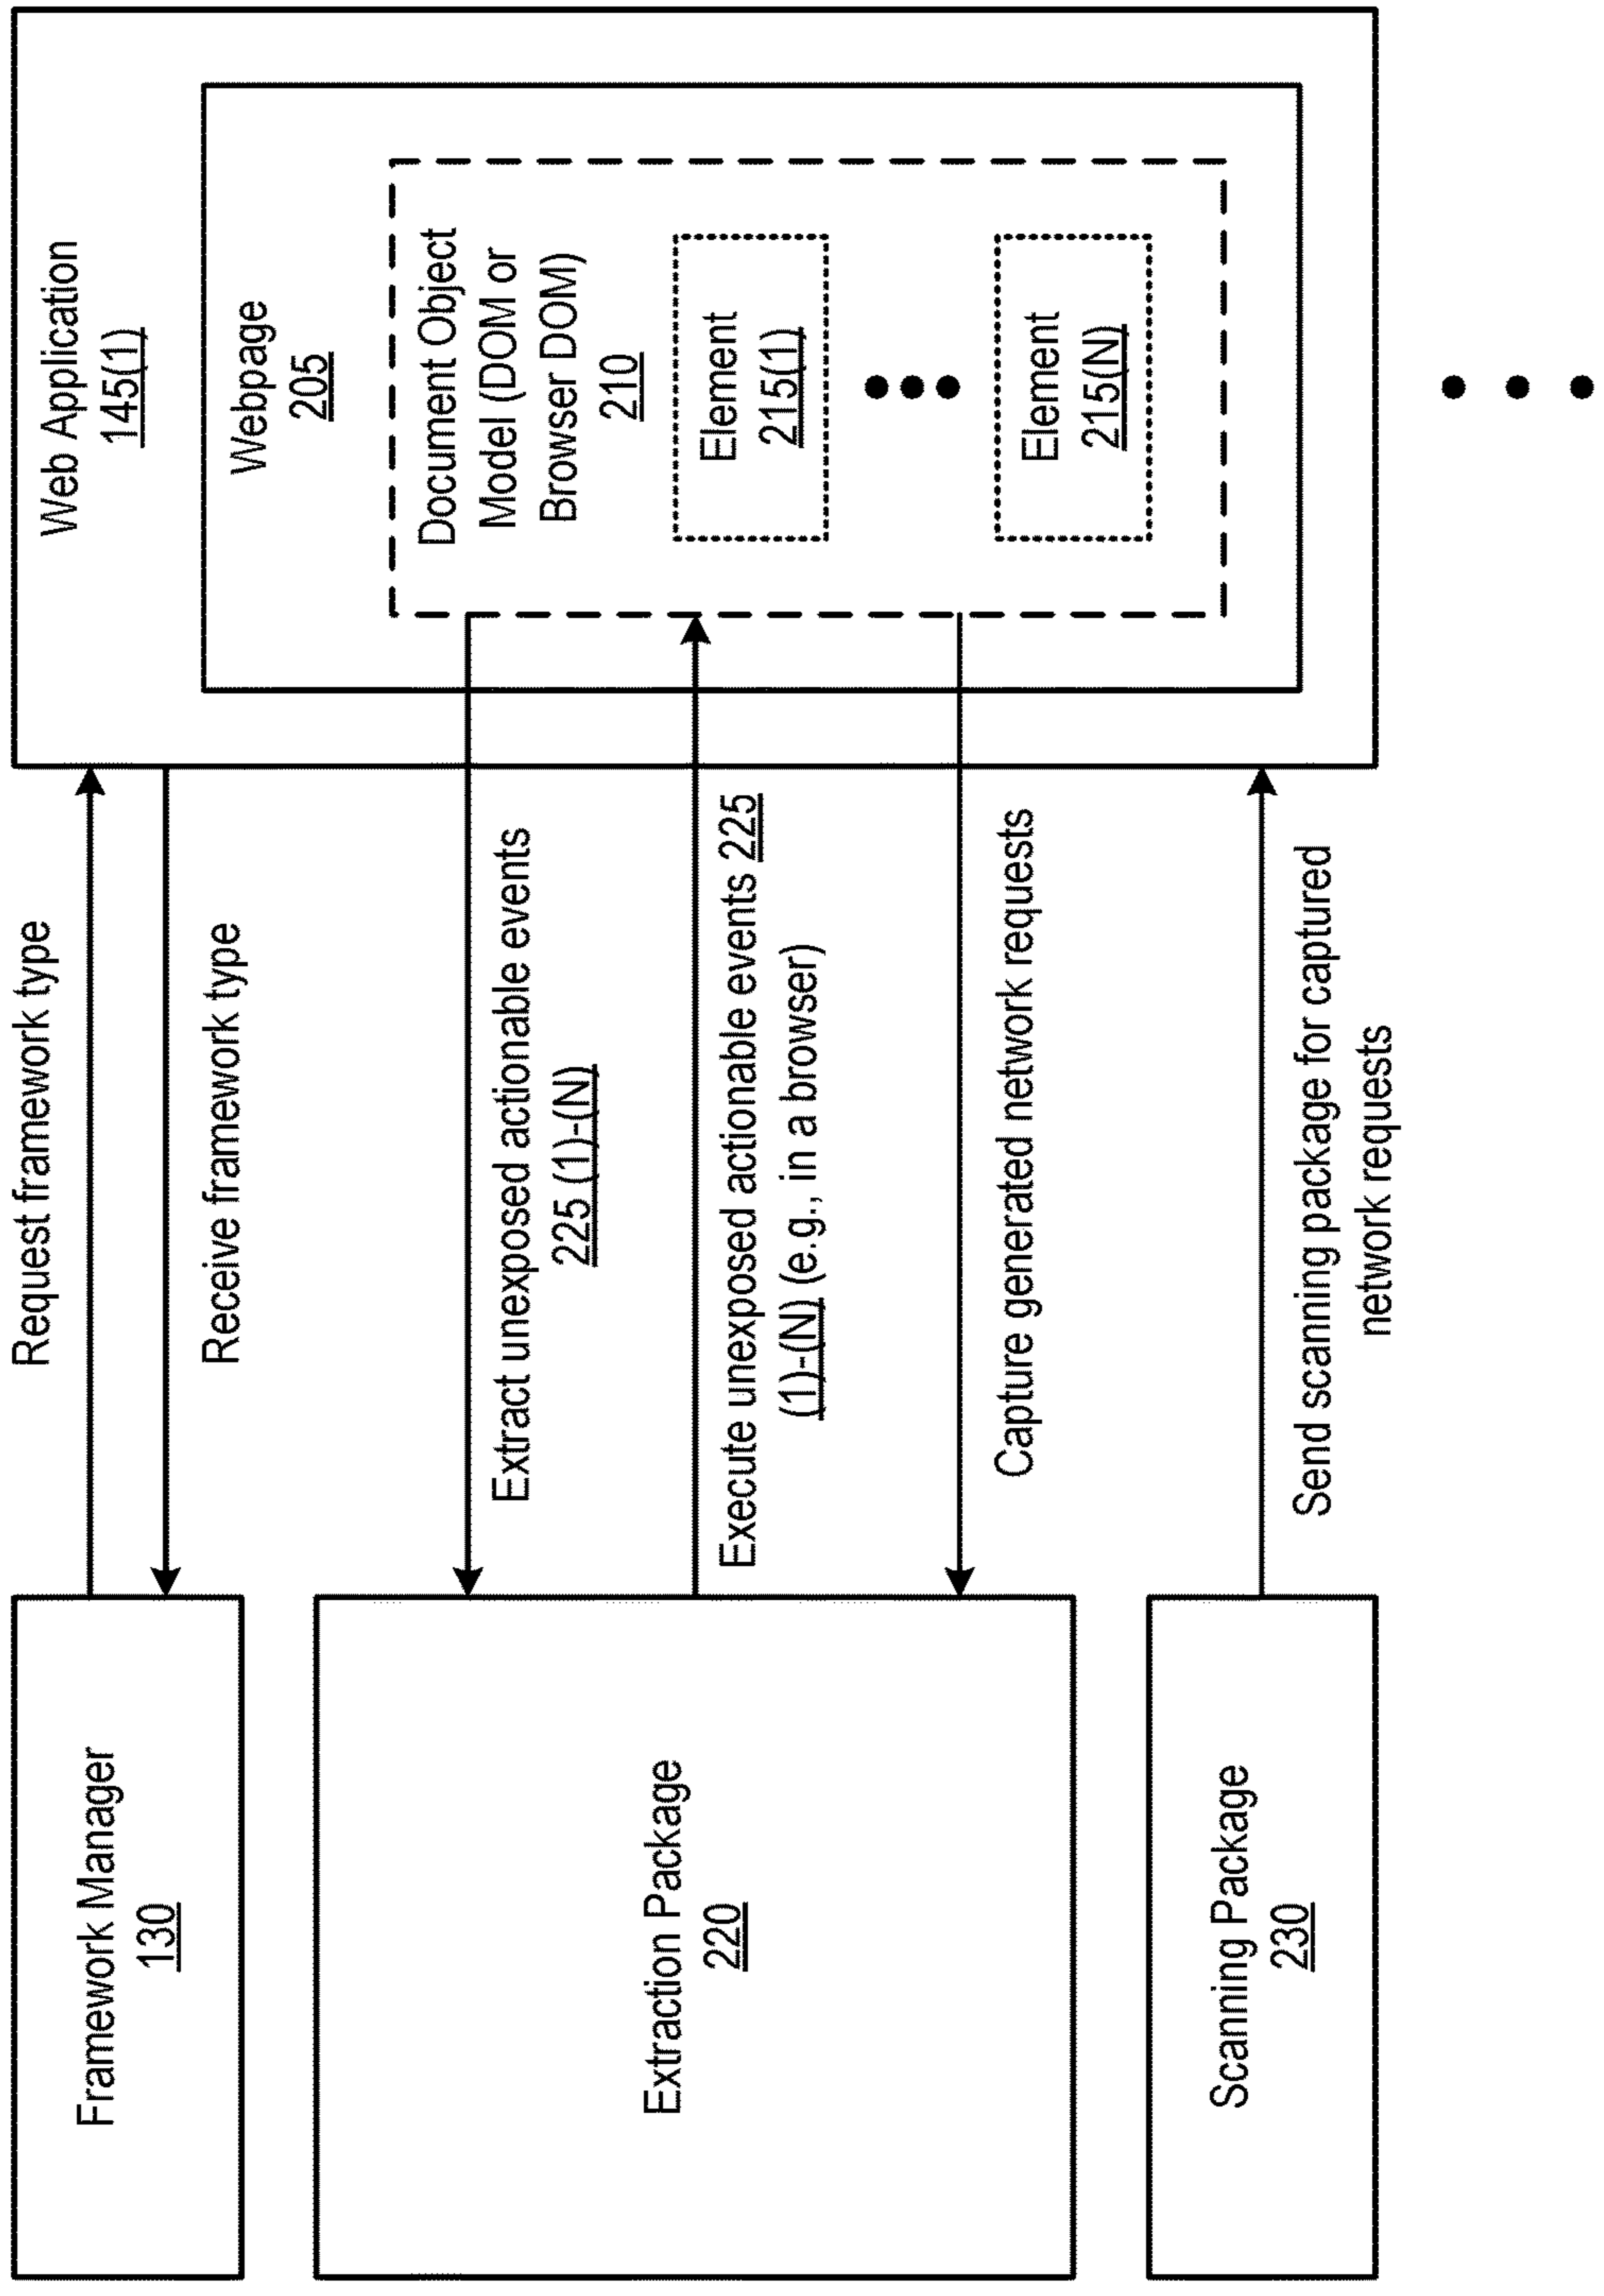 Framework Manager
130
Request framework type
Receive framework type
Web Application
145(1)
Webpage
205
Document Object
Model (DOM or
Browser DOM)
210
Element
215(1)
Element
215(N)
Extraction Package
220
Extract unexposed actionable events
225 (1)-(N)
Execute unexposed actionable events 225
(1)-(N) (e.g., in a browser)
Capture generated network requests
Scanning Package
230
Send scanning package for captured
network requests